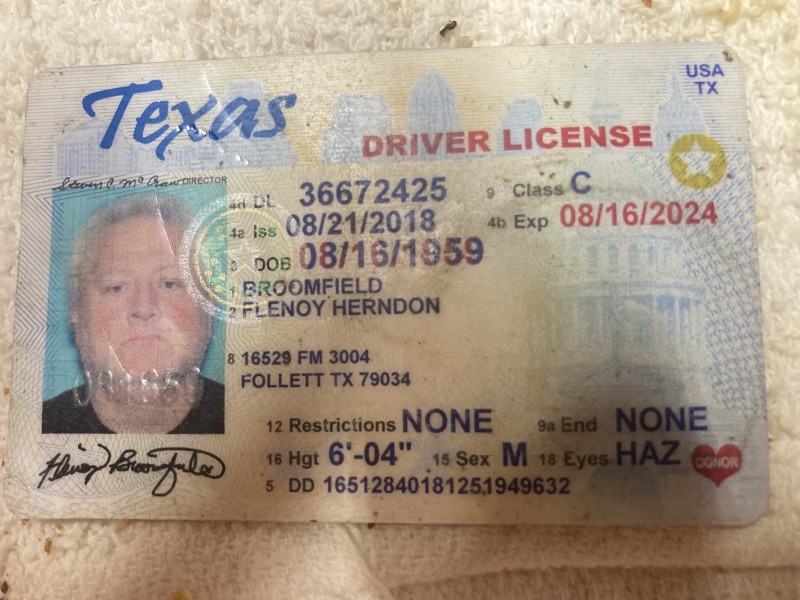 Texas
USA
TX
DRIVER LICENSE
DIRECTOR
4d DL 36672425 9 Class C
4a Iss 08/21/2018 4b Exp 08/16/2024
3 DOB 08/16/1959
1 BROOMFIELD
2 FLENOY HERNDON
8 16529 FM 3004
FOLLETT TX 79034
12 Restrictions NONE 9a End NONE
16 Hgt 6'-04" 15 Sex M 18 Eyes HAZ
DONOR
5 DD 16512840181251949632